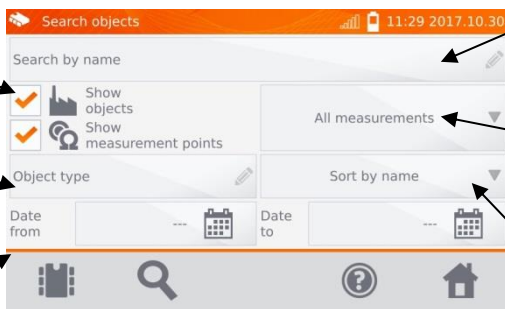 Search objects 11:29 2017.10.30
Search by name
Show
objects
Show
measurement points
All measurements
Object type
Sort by name
Date
from
---
Date
to
---
?